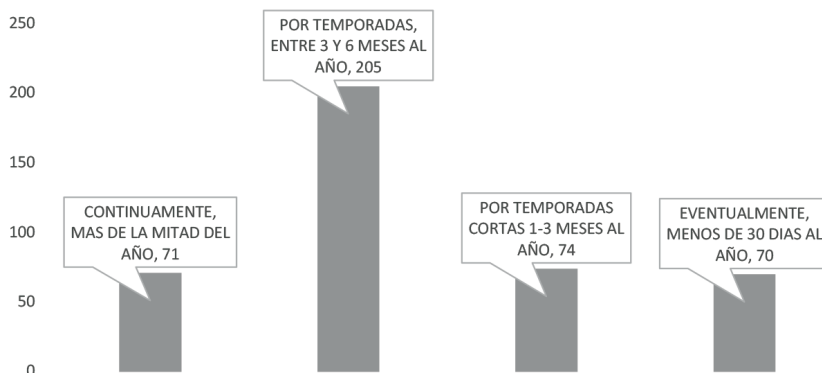 250
200
150
100
50
0
CONTINUAMENTE,
MAS DE LA MITAD DEL
AÑO, 71
POR TEMPORADAS,
ENTRE 3 Y 6 MESES AL
AÑO, 205
POR TEMPORADAS
CORTAS 1-3 MESES AL
AÑO, 74
EVENTUALMENTE,
MENOS DE 30 DIAS AL
AÑO, 70